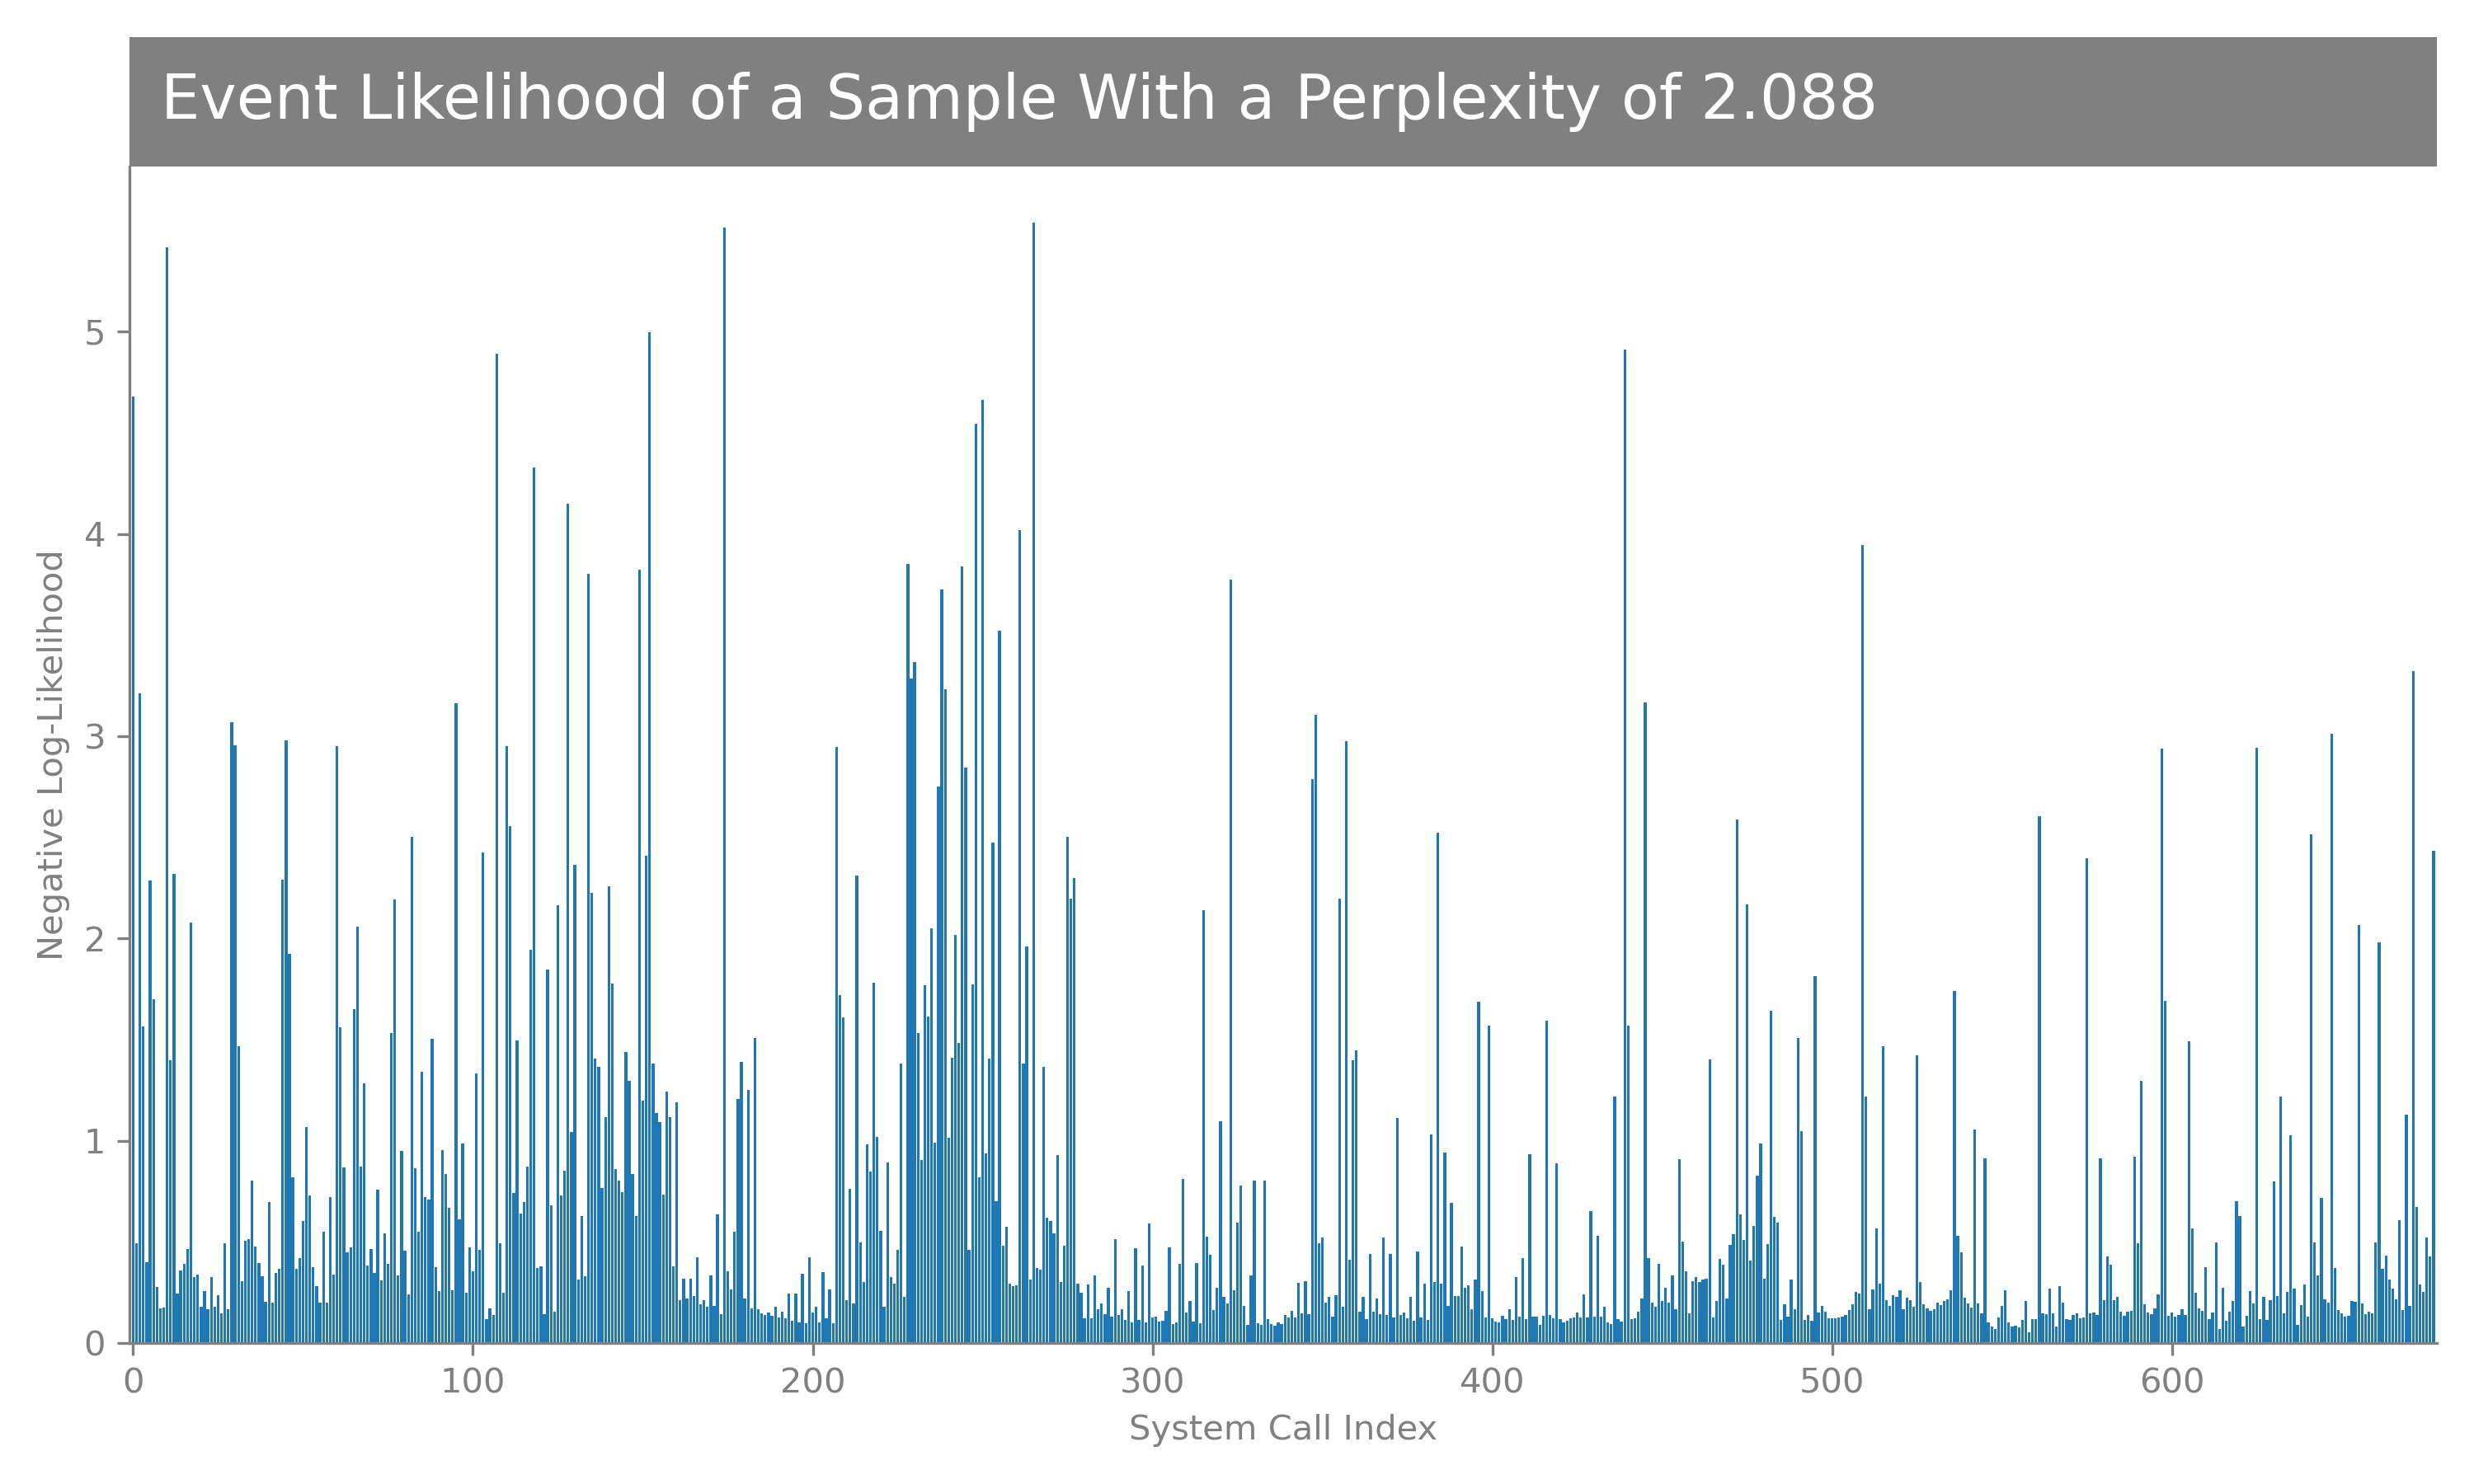 Event Likelihood of a Sample With a Perplexity of 2.088
Negative Log-Likelihood
5
4
3
2
1
0
0 100 200 300 400 500 600
System Call Index